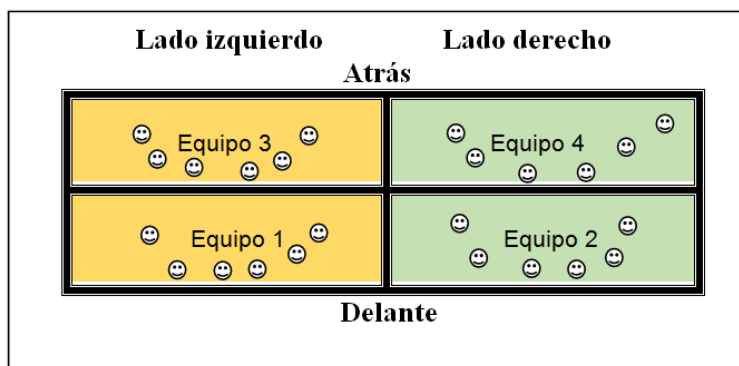 Lado izquierdo Lado derecho
Atrás
Equipo 3 Equipo 4
Equipo 1 Equipo 2
Delante